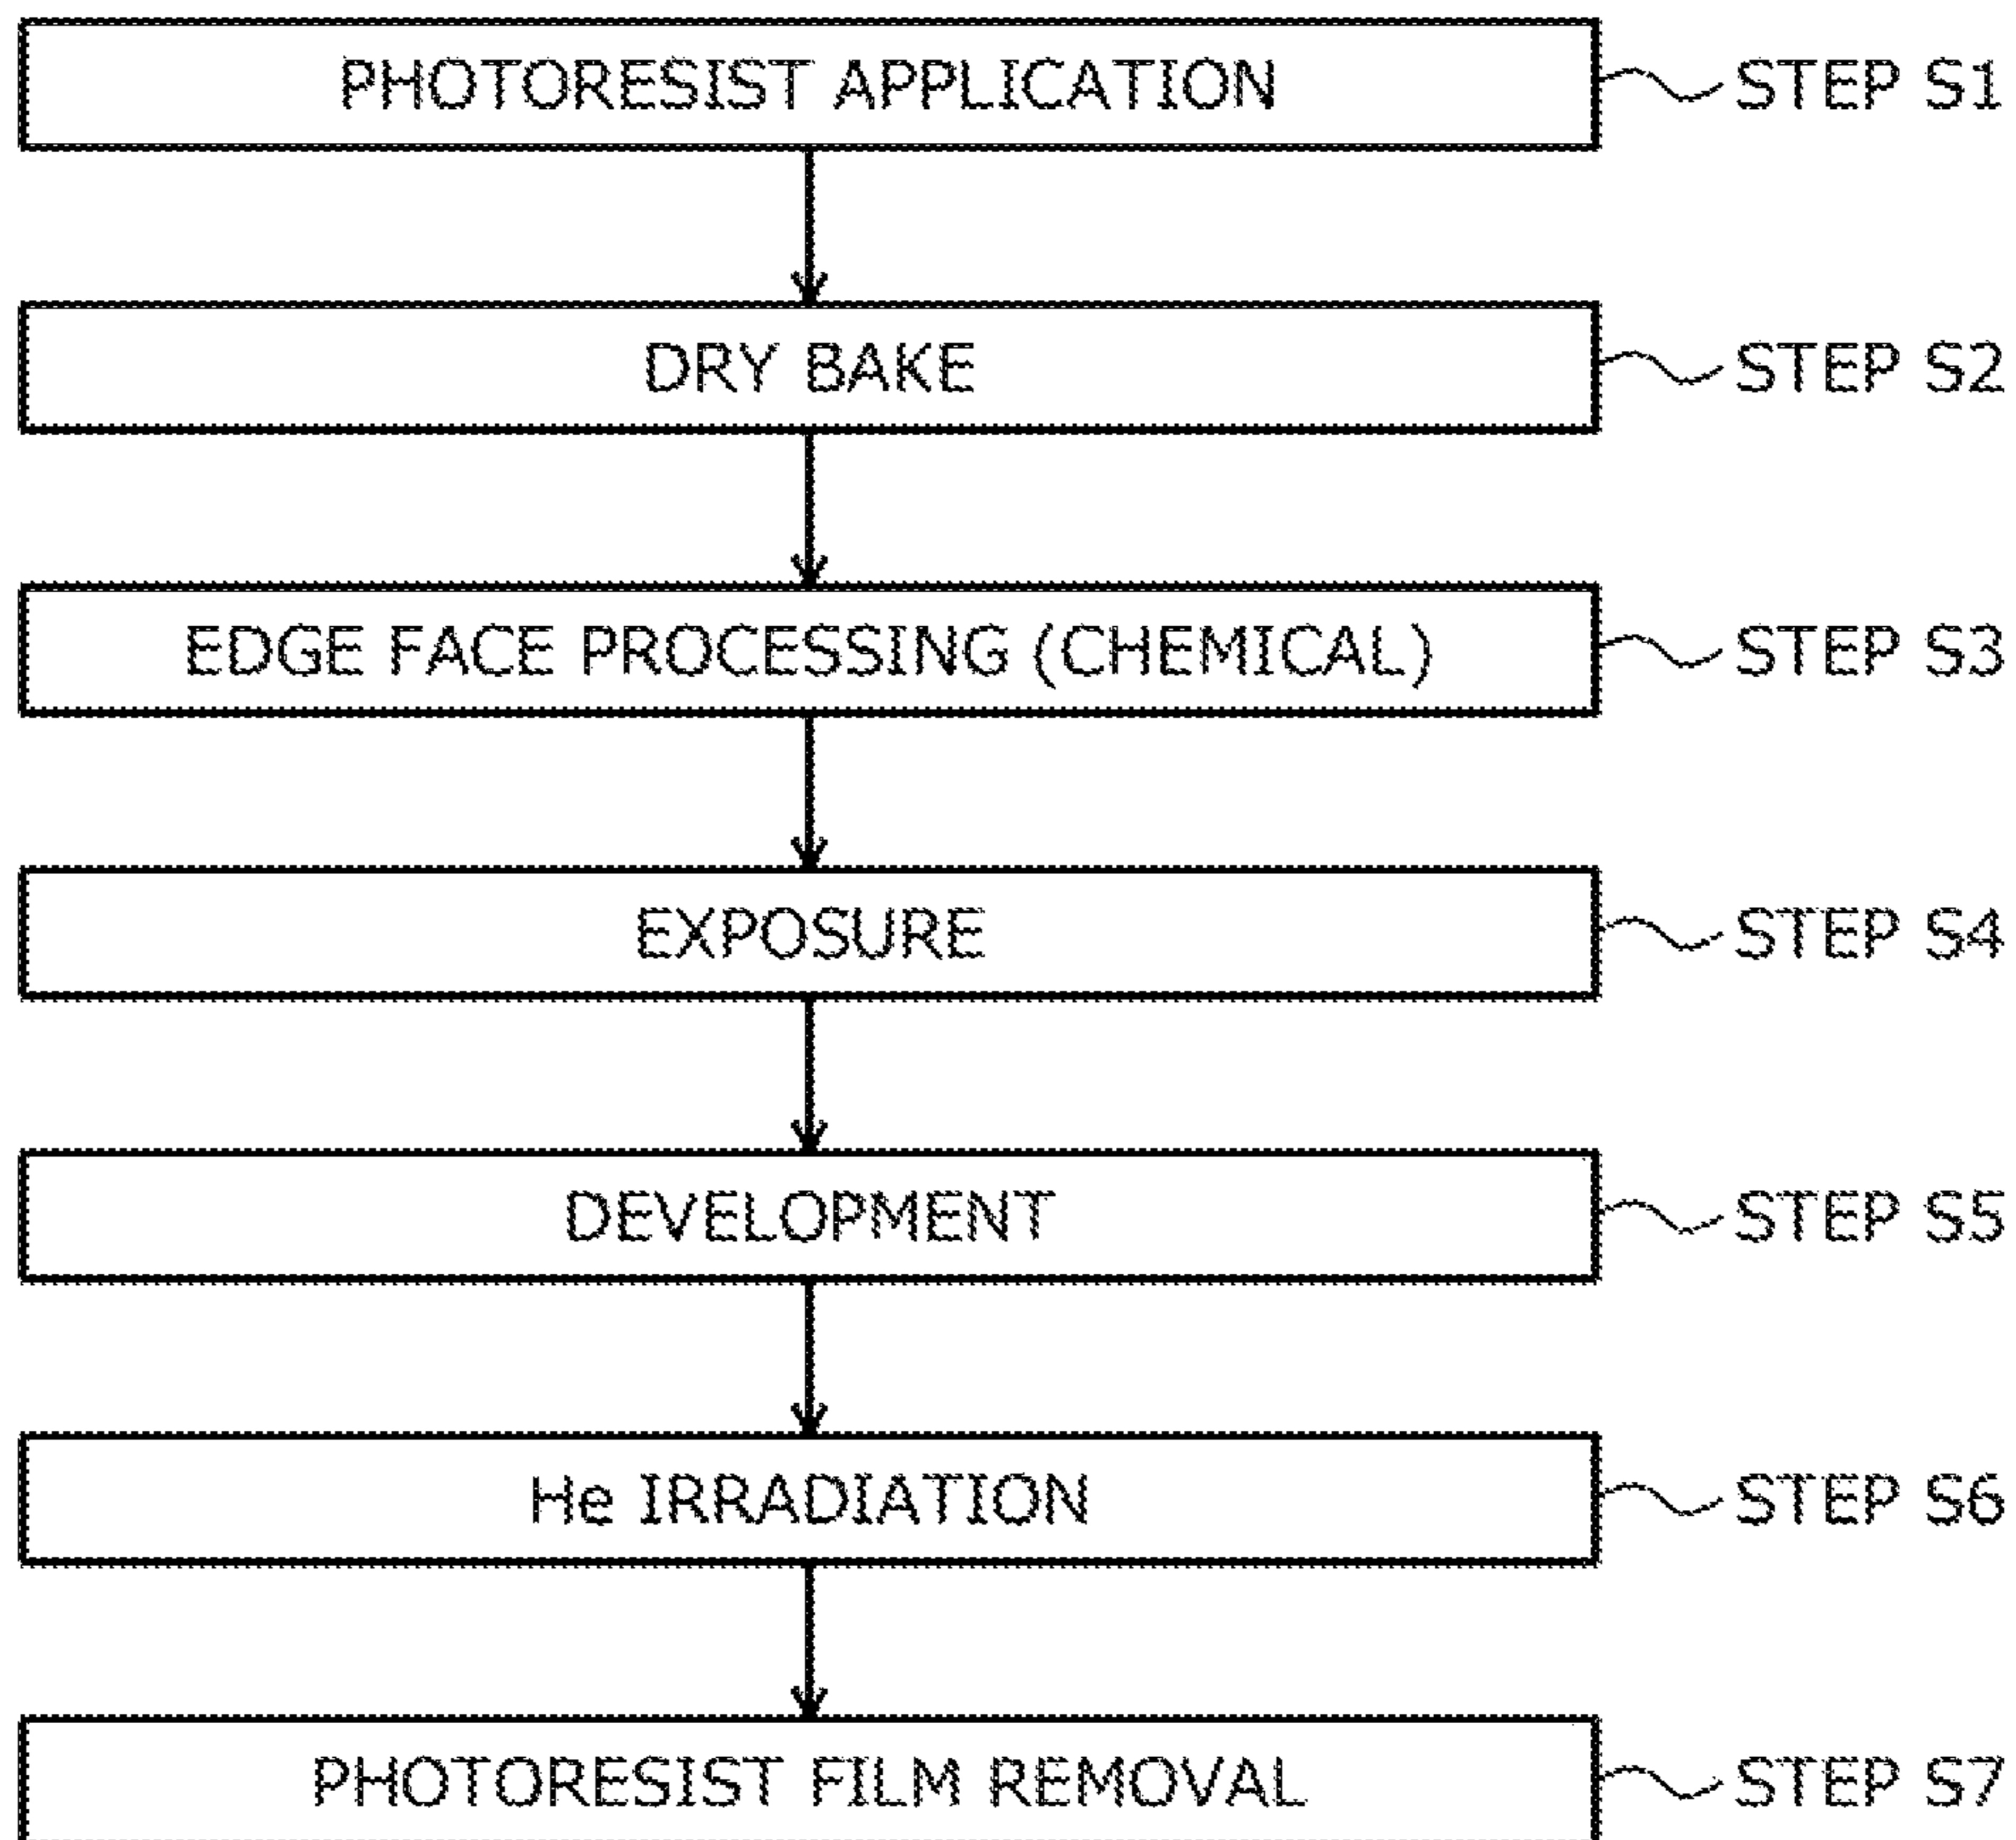 PHOTORESIST APPLICATION STEP S1
DRY BAKE STEP S2
EDGE FACE PROCESSING (CHEMICAL) STEP S3
EXPOSURE STEP S4
DEVELOPMENT STEP S5
He IRRADIATION STEP S6
PHOTORESIST FILM REMOVAL STEP S7